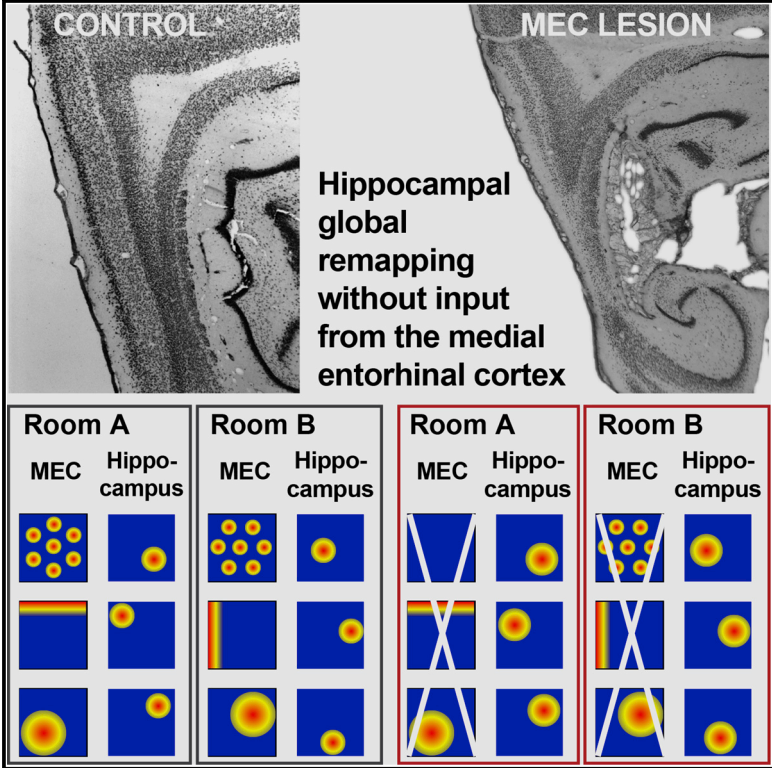 CONTROL
MEC LESION
Hippocampal
global
remapping
without input
from the medial
entorhinal cortex
Room A
MEC
Hippo-
campus
Room B
MEC
Hippo-
campus
Room A
MEC
Hippo-
campus
Room B
MEC
Hippo-
campus